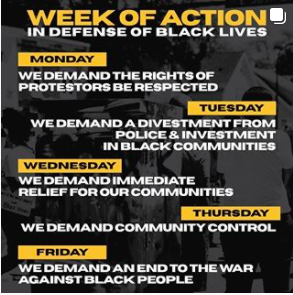 WEEK OF ACTION
IN DEFENSE OF BLACK LIVES
MONDAY
WE DEMAND THE RIGHTS OF
PROTESTORS BE RESPECTED
TUESDAY
WE DEMAND A DIVESTMENT FROM
POLICE & INVESTMENT
IN BLACK COMMUNITIES
WEDNESDAY
WE DEMAND IMMEDIATE
RELIEF FOR OUR COMMUNITIES
THURSDAY
WE DEMAND COMMUNITY CONTROL
FRIDAY
WE DEMAND AN END TO THE WAR
AGAINST BLACK PEOPLE